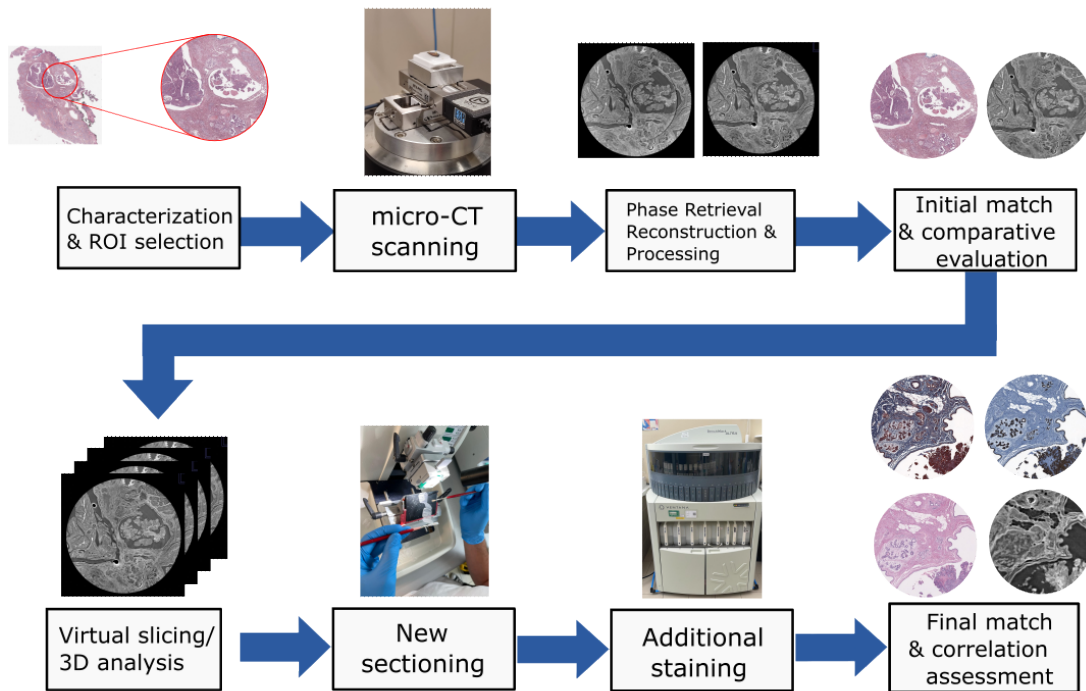 Characterization
& ROI selection
micro-CT
scanning
Phase Retrieval
Reconstruction &
Processing
Initial match
& comparative
evaluation
Virtual slicing/
3D analysis
New
sectioning
Additional
staining
Final match
& correlation
assessment